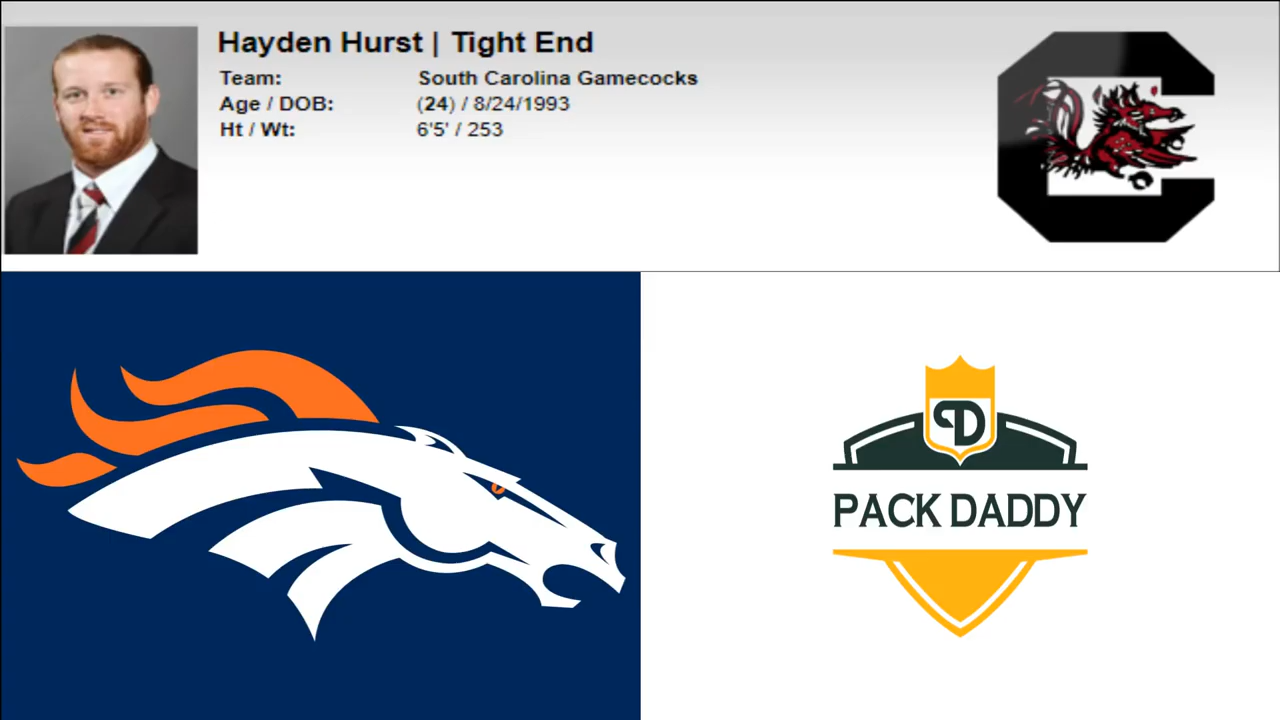 Hayden Hurst | Tight End
Team: South Carolina Gamecocks
Age / DOB: (24) / 8/24/1993
Ht / Wt: 6'5' / 253
PD
PACK DADDY